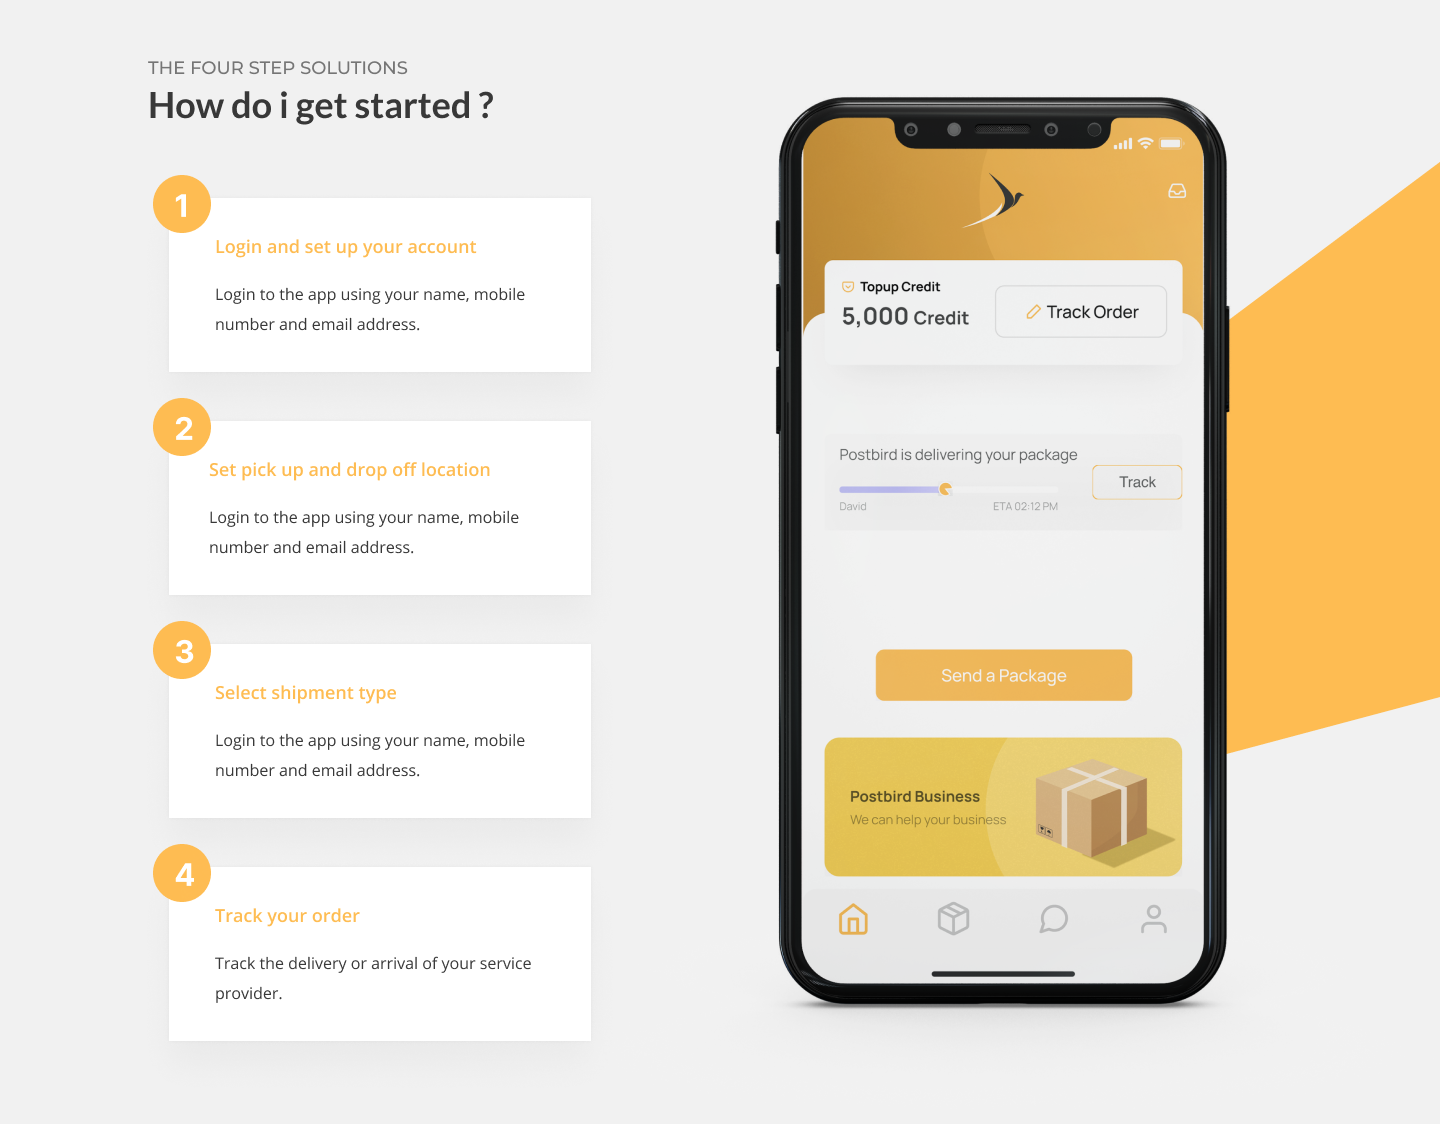 THE FOUR STEP SOLUTIONS
How do i get started ?
1
Login and set up your account
Login to the app using your name, mobile
number and email address.
2
Set pick up and drop off location
Login to the app using your name, mobile
number and email address.
3
Select shipment type
Login to the app using your name, mobile
number and email address.
4
Track your order
Track the delivery or arrival of your service
provider.
Topup Credit
5,000 Credit
Track Order
Postbird is delivering your package
Track
David
ETA 02:12 PM
Send a Package
Postbird Business
We can help your business